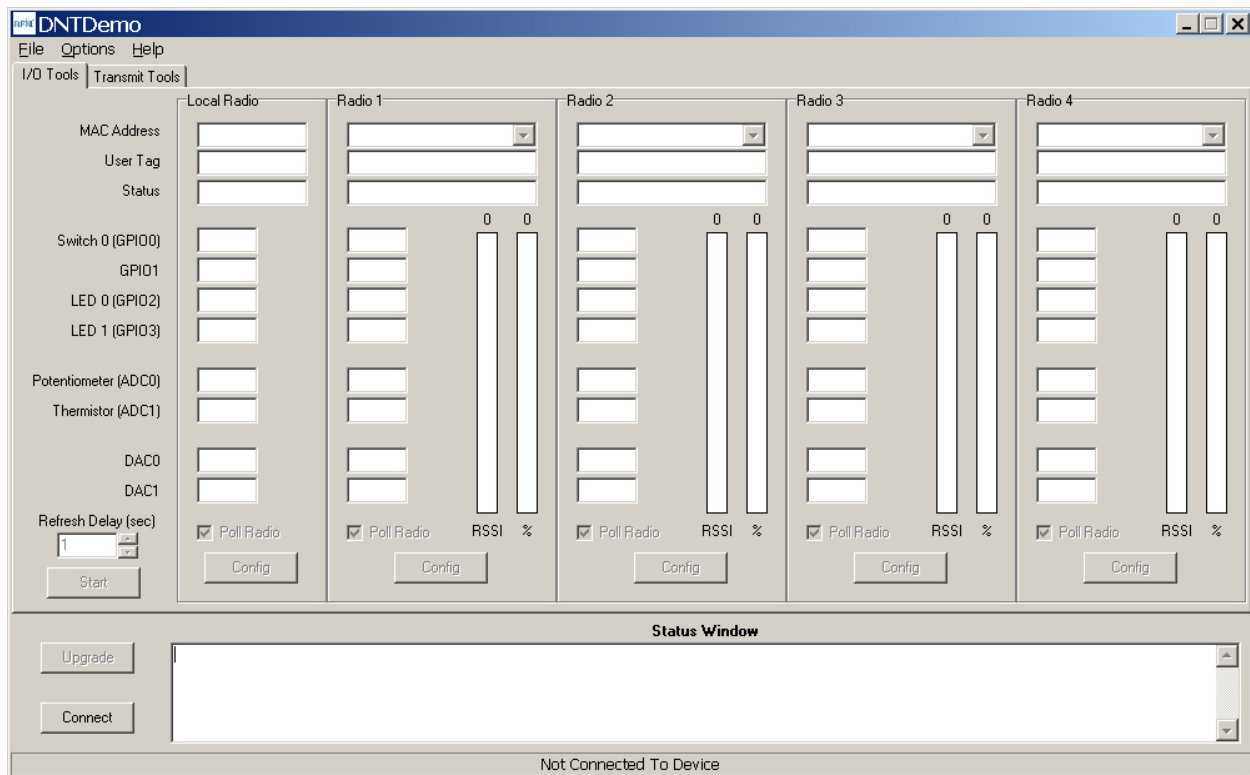 RFM DNTDemo
File Options Help
I/O Tools Transmit Tools
Local Radio Radio 1 Radio 2 Radio 3 Radio 4
MAC Address
User Tag
Status
0 0 0 0 0 0 0 0
Switch 0 (GPIO0)
GPIO1
LED 0 (GPIO2)
LED 1 (GPIO3)
Potentiometer (ADC0)
Thermistor (ADC1)
DAC0
DAC1
Refresh Delay (sec)
1
Poll Radio Poll Radio RSSI % Poll Radio RSSI % Poll Radio RSSI % Poll Radio RSSI %
Config Config Config Config Config
Start
Status Window
Upgrade
Connect
Not Connected To Device